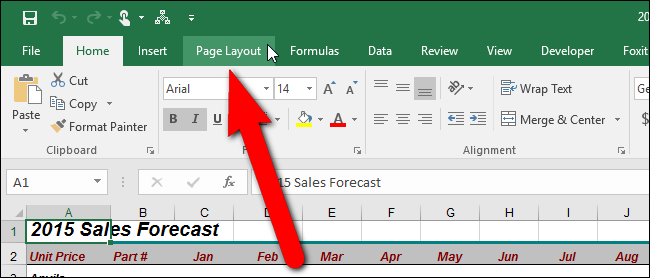 20
File Home Insert Page Layout Formulas Data Review View Developer Foxit
Cut
Arial 14 A A Wrap Text Ge
Copy
Paste
Format Painter
B I U A Merge & Center $
Clipboard Alignment
A1 fx 15 Sales Forecast
A B C D E F G H I J
1 2015 Sales Forecast
2 Unit Price Part # Jan Feb Mar Apr May Jun Jul Aug
3 Anvils